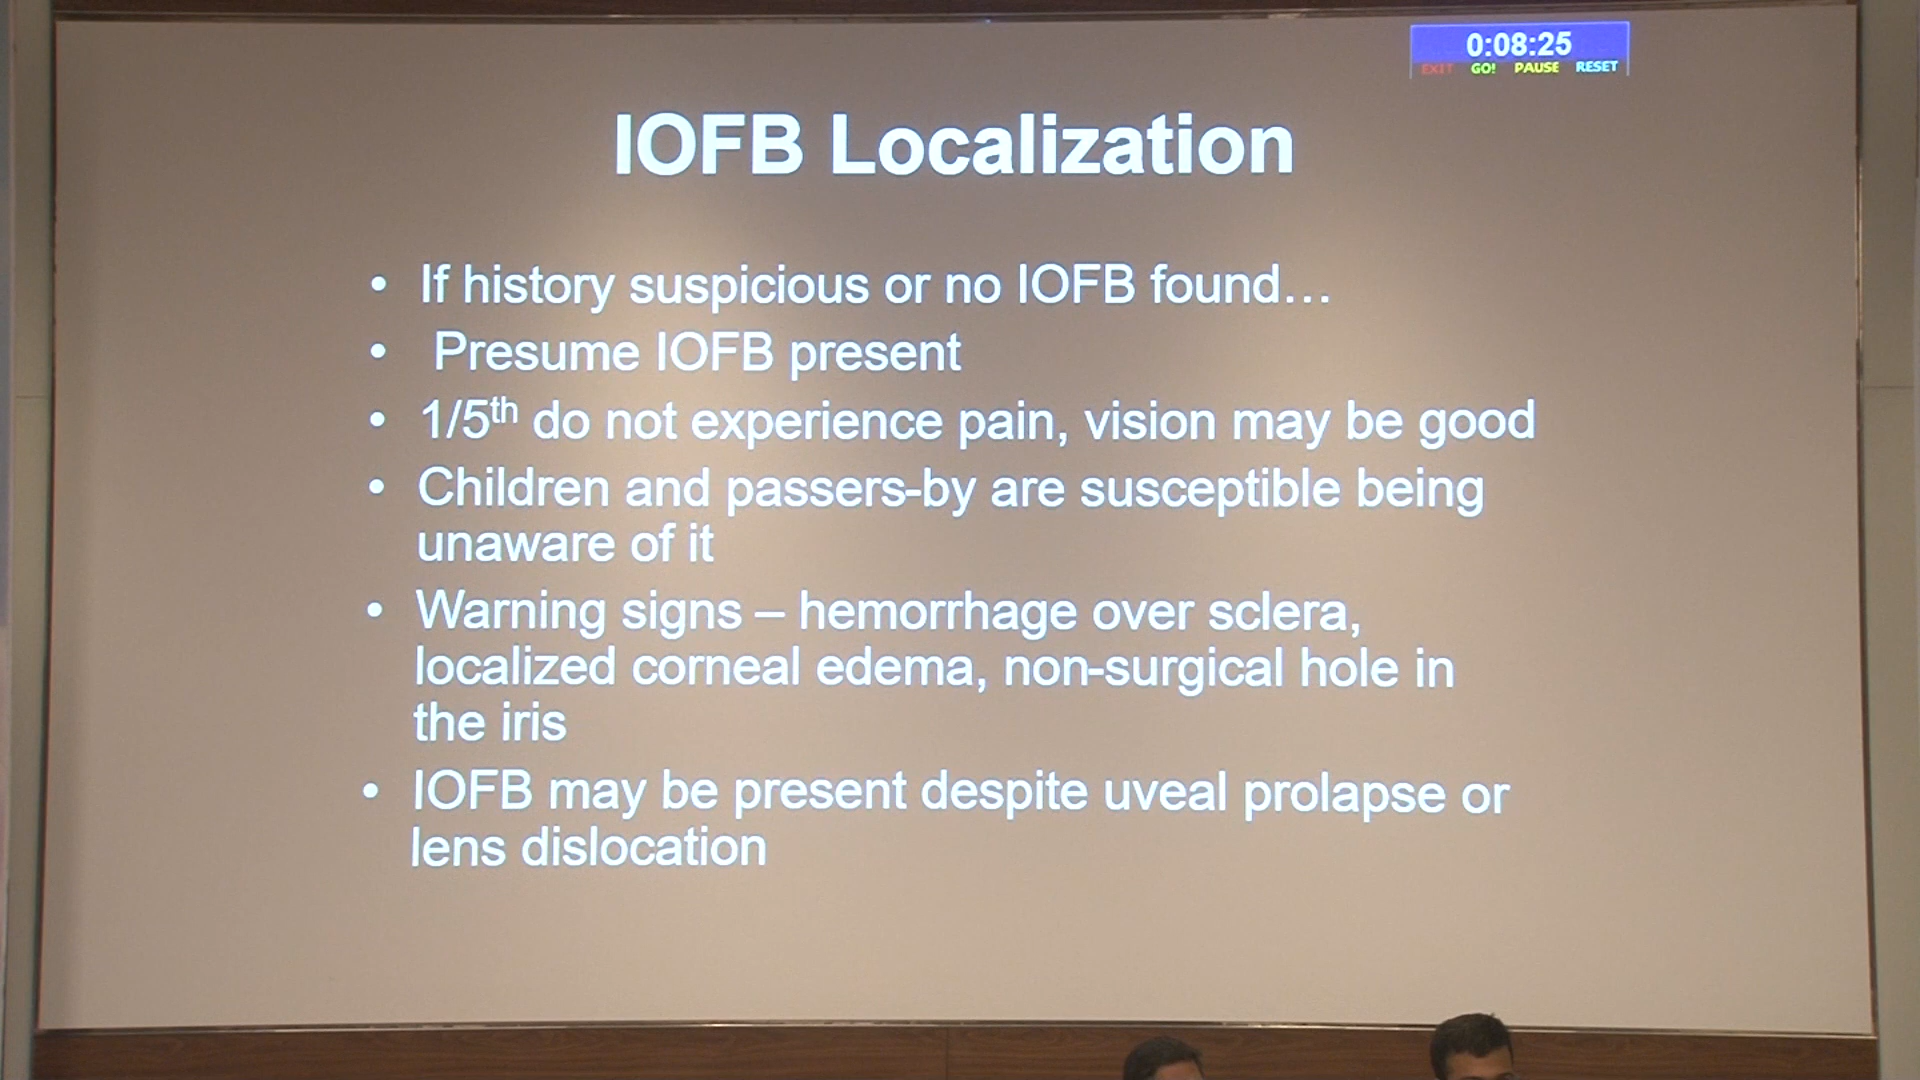 0:08:25
EXIT GO! PAUSE RESET
IOFB Localization
• If history suspicious or no IOFB found…
• Presume IOFB present
• 1/5th do not experience pain, vision may be good
• Children and passers-by are susceptible being
unaware of it
• Warning signs – hemorrhage over sclera,
localized corneal edema, non-surgical hole in
the iris
• IOFB may be present despite uveal prolapse or
lens dislocation